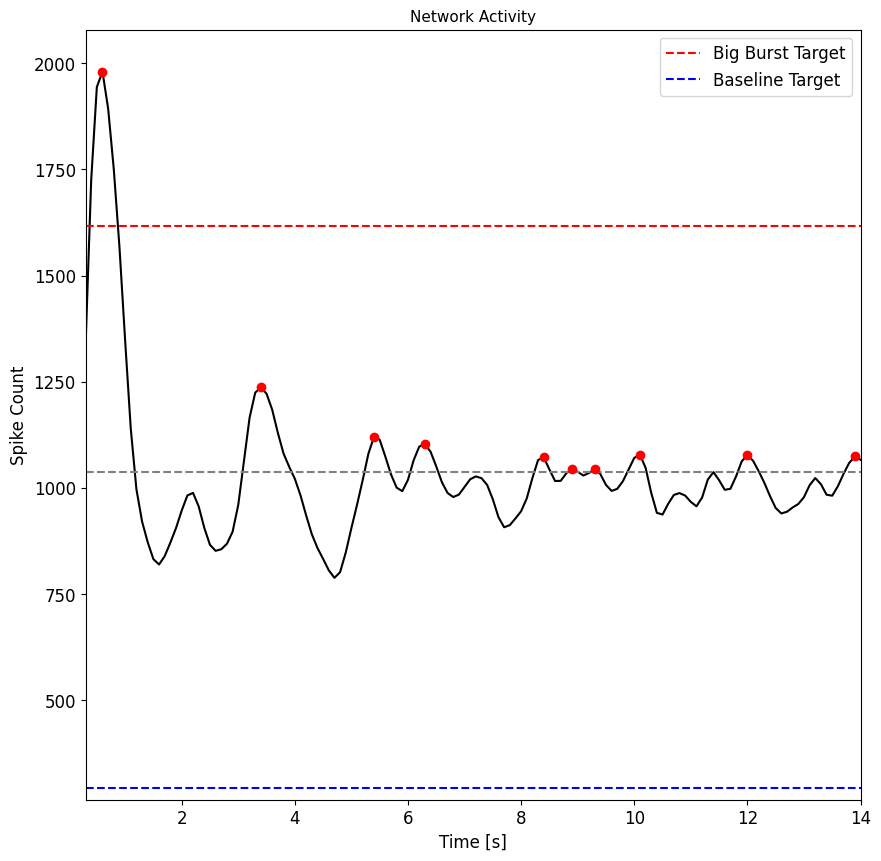 Network Activity
Big Burst Target
Baseline Target
Spike Count
2000
1750
1500
1250
1000
750
500
2 4 6 8 10 12 14
Time [s]